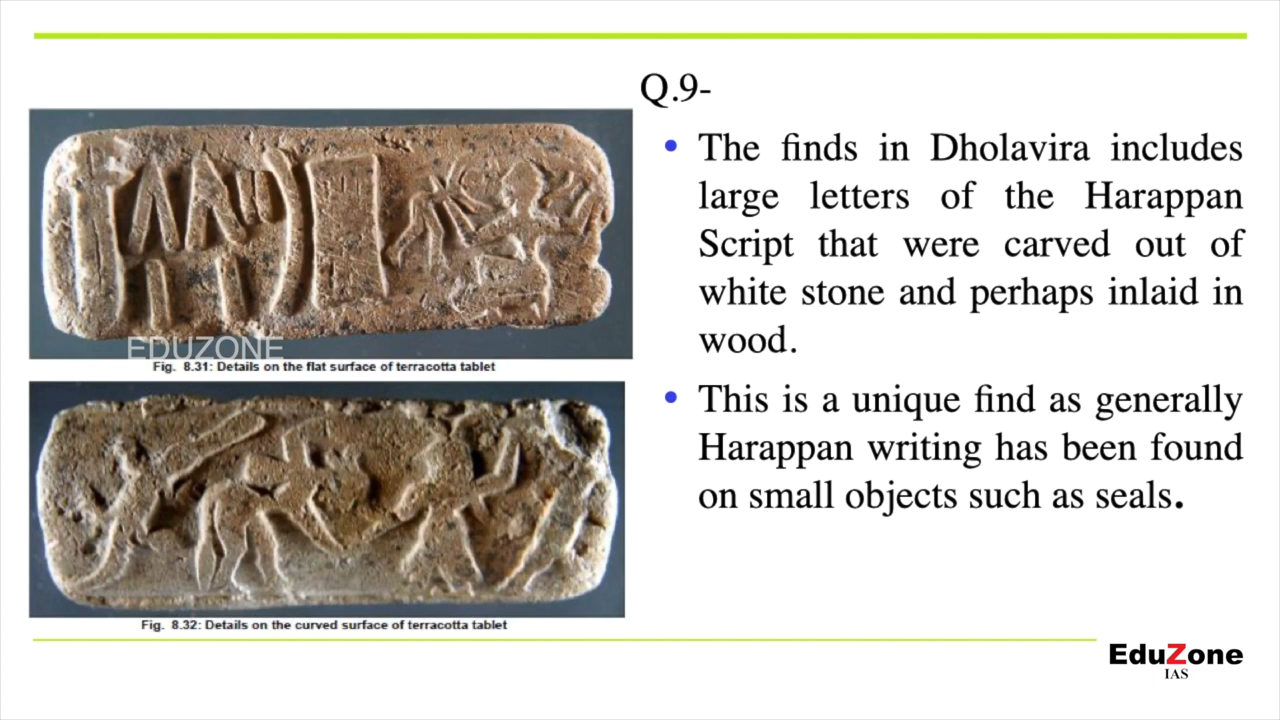 Q.9-
The finds in Dholavira includes
large letters of the Harappan
Script that were carved out of
white stone and perhaps inlaid in
wood.
This is a unique find as generally
Harappan writing has been found
on small objects such as seals.
EDUZONE
Fig. 8.31: Details on the flat surface of terracotta tablet
Fig. 8.32: Details on the curved surface of terracotta tablet
EduZone
IAS